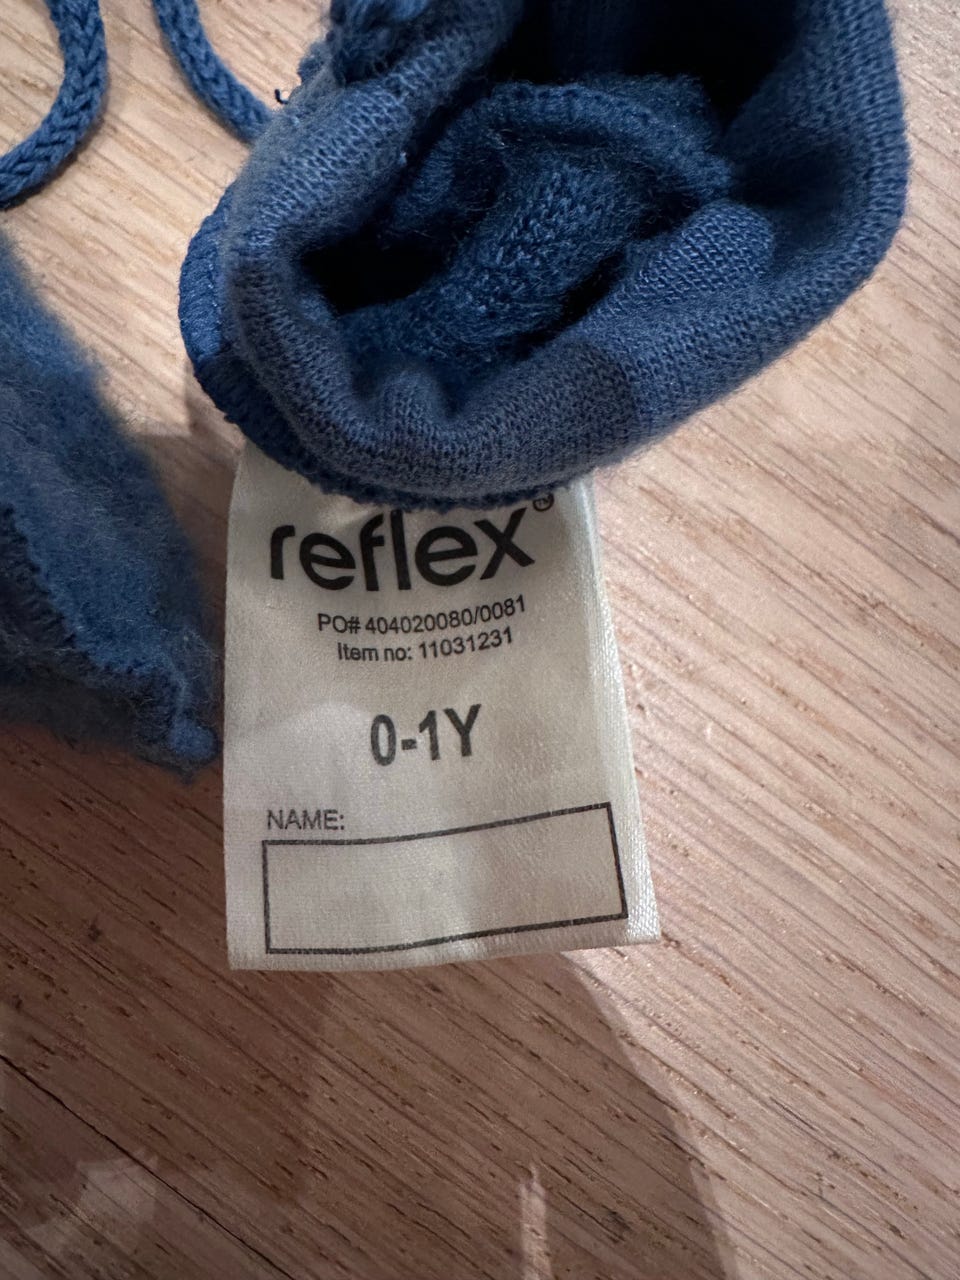 reflex®
PO# 404020080/0081
Item no: 11031231
0-1Y
NAME: